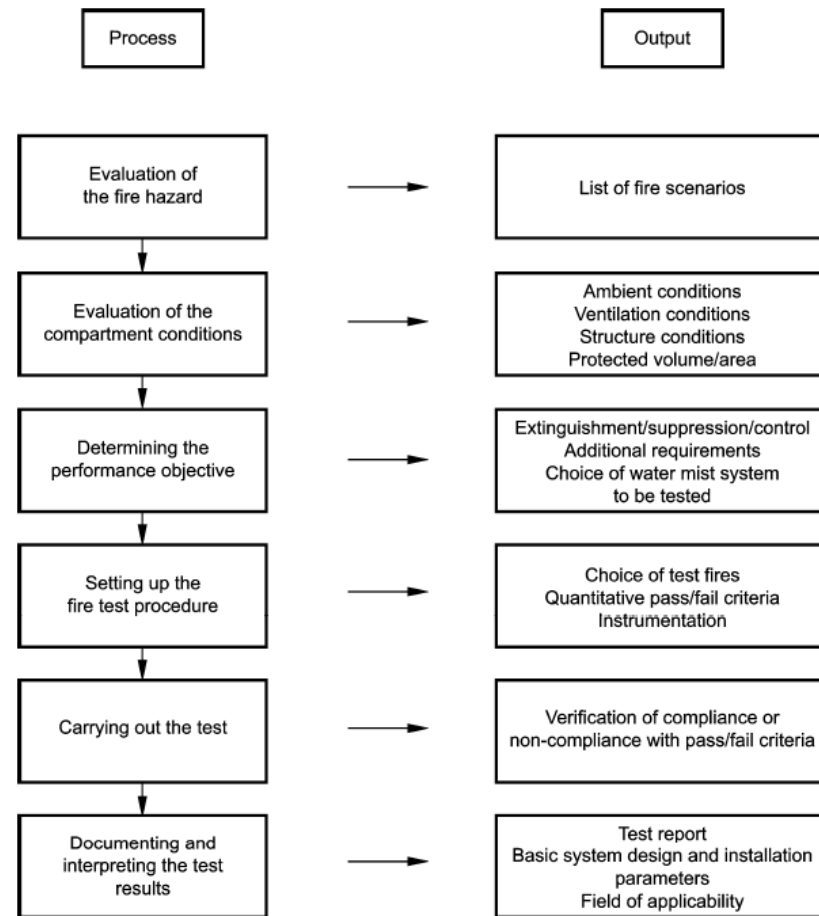 Process
Output
Evaluation of
the fire hazard
List of fire scenarios
Evaluation of the
compartment conditions
Ambient conditions
Ventilation conditions
Structure conditions
Protected volume/area
Determining the
performance objective
Extinguishment/suppression/control
Additional requirements
Choice of water mist system
to be tested
Setting up the
fire test procedure
Choice of test fires
Quantitative pass/fail criteria
Instrumentation
Carrying out the test
Verification of compliance or
non-compliance with pass/fail criteria
Documenting and
interpreting the test
results
Test report
Basic system design and installation
parameters
Field of applicability